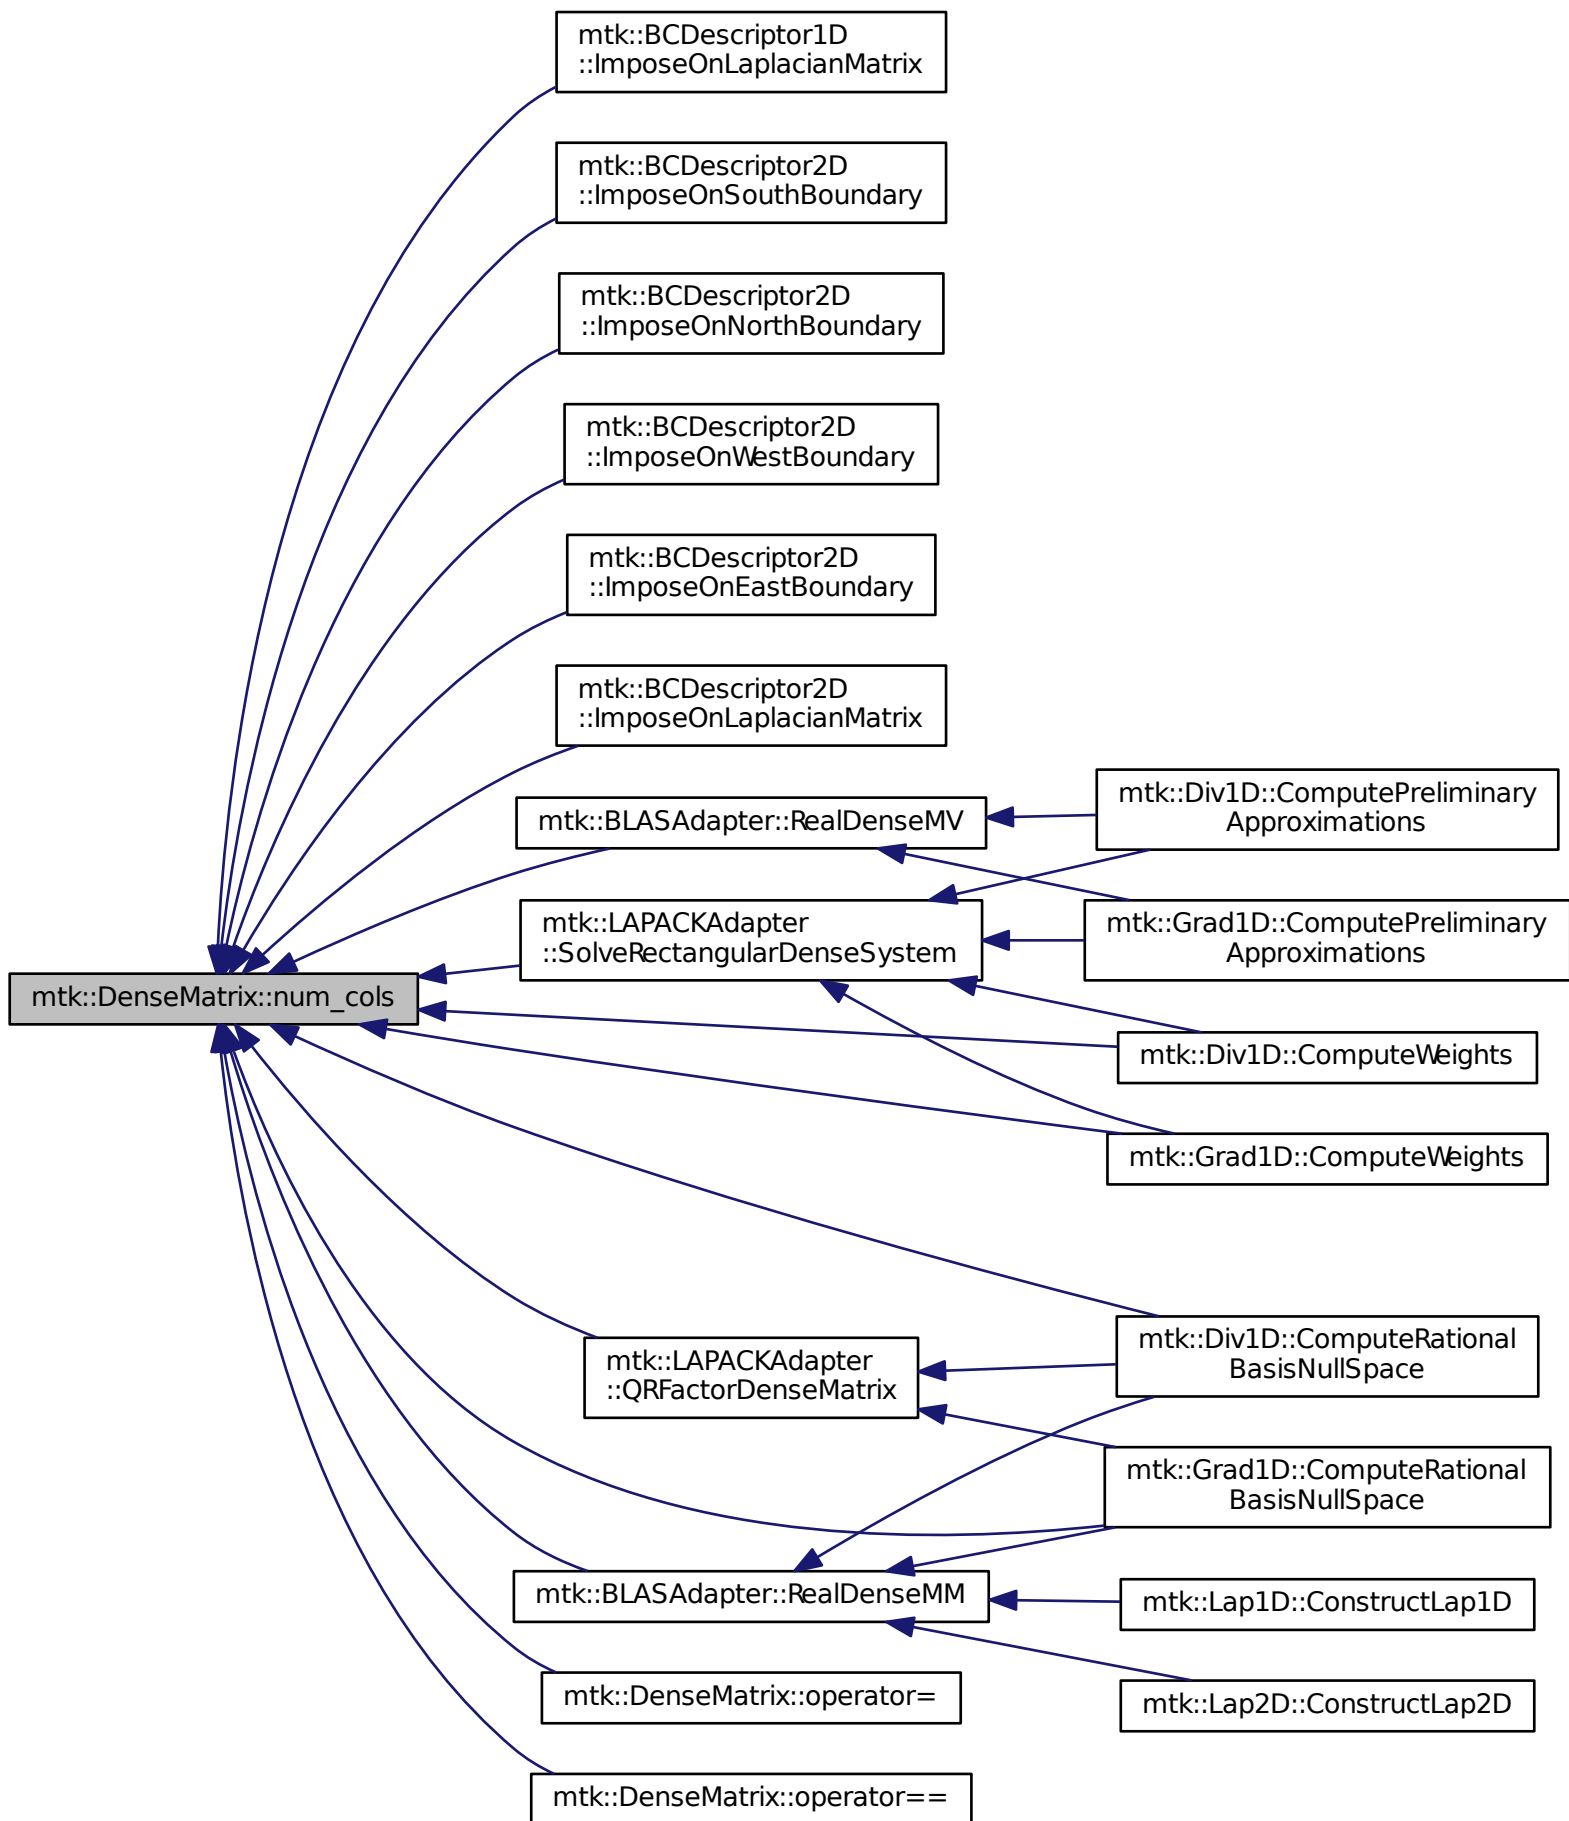 mtk::BCDescriptor1D
::ImposeOnLaplacianMatrix
mtk::BCDescriptor2D
::ImposeOnSouthBoundary
mtk::BCDescriptor2D
::ImposeOnNorthBoundary
mtk::BCDescriptor2D
::ImposeOnWestBoundary
mtk::BCDescriptor2D
::ImposeOnEastBoundary
mtk::BCDescriptor2D
::ImposeOnLaplacianMatrix
mtk::BLASAdapter::RealDenseMV
mtk::Div1D::ComputePreliminary
Approximations
mtk::LAPACKAdapter
::SolveRectangularDenseSystem
mtk::Grad1D::ComputePreliminary
Approximations
mtk::DenseMatrix::num_cols
mtk::Div1D::ComputeWeights
mtk::Grad1D::ComputeWeights
mtk::LAPACKAdapter
::QRFactorDenseMatrix
mtk::Div1D::ComputeRational
BasisNullSpace
mtk::Grad1D::ComputeRational
BasisNullSpace
mtk::BLASAdapter::RealDenseMM
mtk::Lap1D::ConstructLap1D
mtk::DenseMatrix::operator=
mtk::Lap2D::ConstructLap2D
mtk::DenseMatrix::operator==